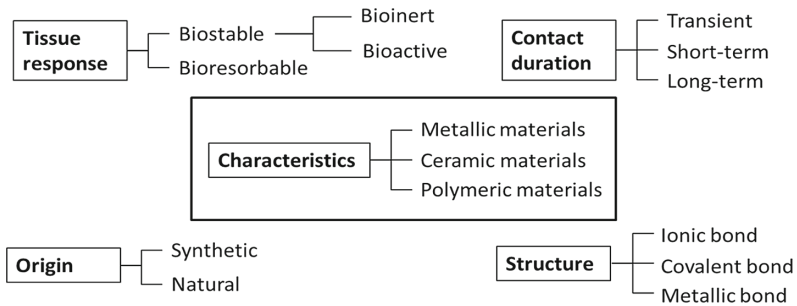 Tissue
response
Biostable
Bioresorbable
Bioinert
Bioactive
Contact
duration
Transient
Short-term
Long-term
Characteristics
Metallic materials
Ceramic materials
Polymeric materials
Origin
Synthetic
Natural
Structure
Ionic bond
Covalent bond
Metallic bond